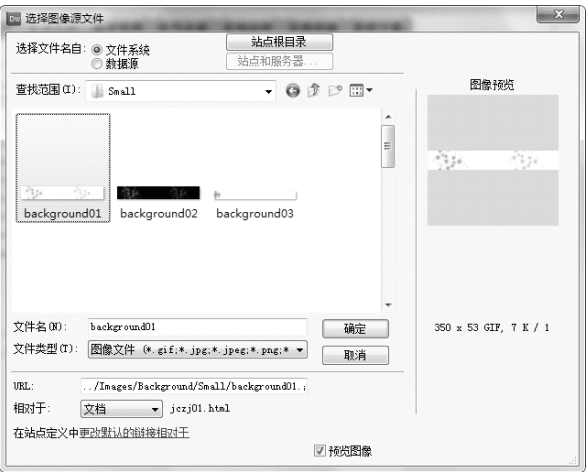 Dw 选择图像源文件
选择文件名自: 文件系统 站点根目录
数据源 站点和服务器...
查找范围(I): Small 图像预览
background01 background02 background03
文件名(N): background01 确定 350 x 53 GIF, 7 K / 1
文件类型(T): 图像文件 (*.gif;*.jpg;*.jpeg;*.png;* 取消
URL: ../Images/Background/Small/background01.
相对于: 文档 jczj01.html
在站点定义中更改默认的链接相对于
预览图像